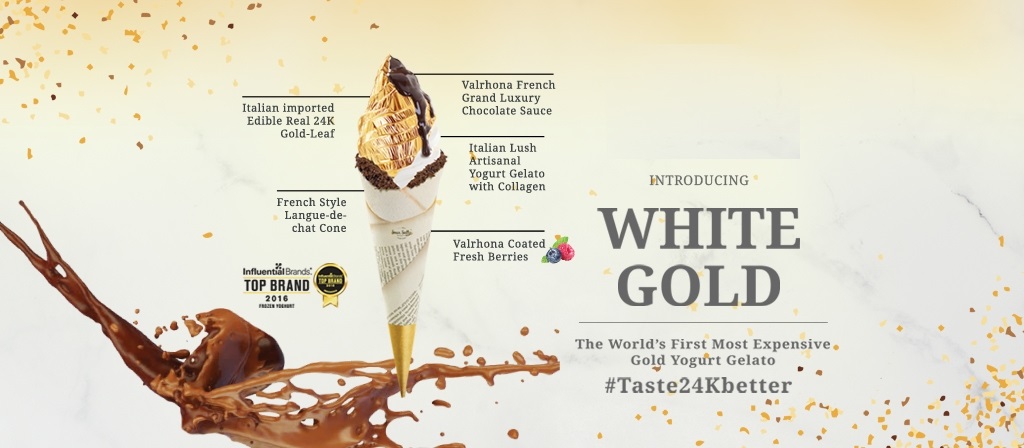 Valrhona French
Grand Luxury
Chocolate Sauce
Italian imported
Edible Real 24K
Gold-Leaf
Italian Lush
Artisanal
Yogurt Gelato
with Collagen
French Style
Langue-de-
chat Cone
Valrhona Coated
Fresh Berries
Influential Brands®
TOP BRAND
2016
FROZEN YOGHURT
INTRODUCING
WHITE
GOLD
The World's First Most Expensive
Gold Yogurt Gelato
#Taste24Kbetter